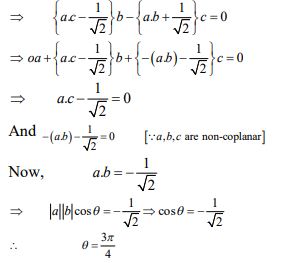 ⇒ {a.c − 1/√2}b − {a.b + 1/√2}c = 0
⇒ oa + {a.c − 1/√2}b + {−(a.b) − 1/√2}c = 0
⇒ a.c − 1/√2 = 0
And −(a.b) − 1/√2 = 0 [∵ a,b,c are non-coplanar]
Now, a.b = − 1/√2
⇒ |a||b|cosθ = − 1/√2 ⇒ cosθ = − 1/√2
∴ θ = 3π/4